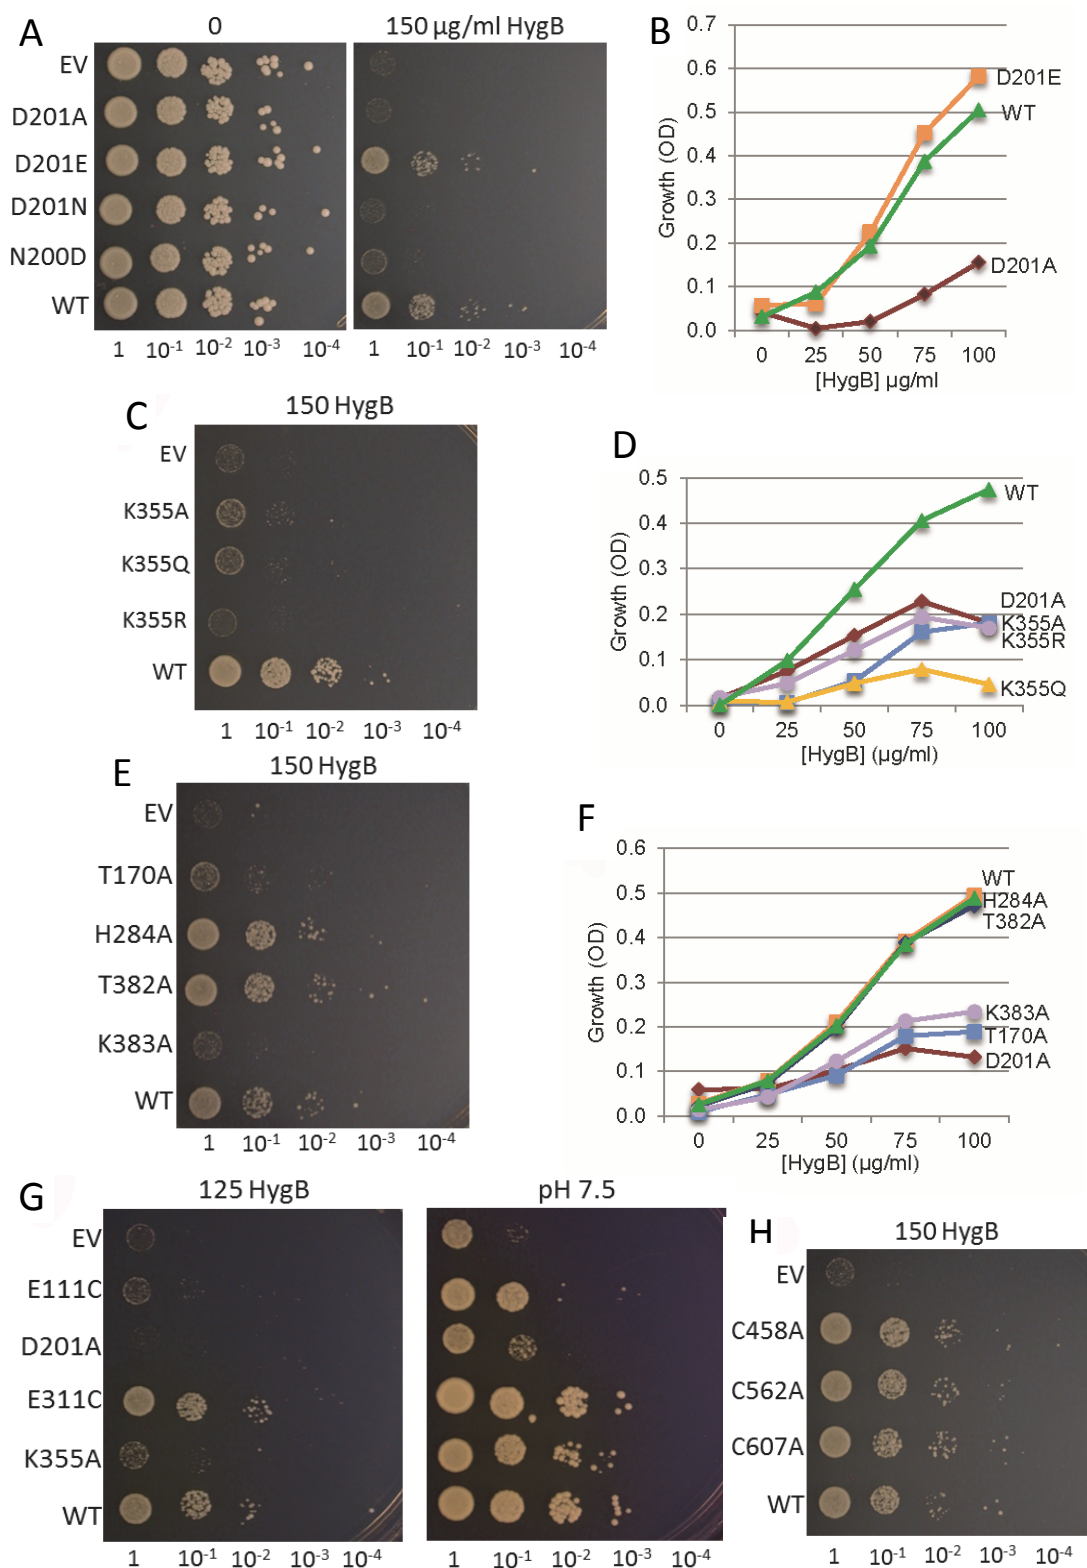 A
0
150 µg/ml HygB
EV
D201A
D201E
D201N
N200D
WT
1 10⁻¹ 10⁻² 10⁻³ 10⁻⁴
1 10⁻¹ 10⁻² 10⁻³ 10⁻⁴
B
0.7
0.6
0.5
0.4
0.3
0.2
0.1
0.0
Growth (OD)
D201E
WT
D201A
0 25 50 75 100
[HygB] µg/ml
C
150 HygB
EV
K355A
K355Q
K355R
WT
1 10⁻¹ 10⁻² 10⁻³ 10⁻⁴
D
0.5
0.4
0.3
0.2
0.1
0.0
Growth (OD)
WT
D201A
K355A
K355R
K355Q
0 25 50 75 100
[HygB] (µg/ml)
E
150 HygB
EV
T170A
H284A
T382A
K383A
WT
1 10⁻¹ 10⁻² 10⁻³ 10⁻⁴
F
0.6
0.5
0.4
0.3
0.2
0.1
0.0
Growth (OD)
WT
H284A
T382A
K383A
T170A
D201A
0 25 50 75 100
[HygB] (µg/ml)
G
125 HygB
pH 7.5
EV
E111C
D201A
E311C
K355A
WT
1 10⁻¹ 10⁻² 10⁻³ 10⁻⁴
1 10⁻¹ 10⁻² 10⁻³ 10⁻⁴
H
150 HygB
EV
C458A
C562A
C607A
WT
1 10⁻¹ 10⁻² 10⁻³ 10⁻⁴